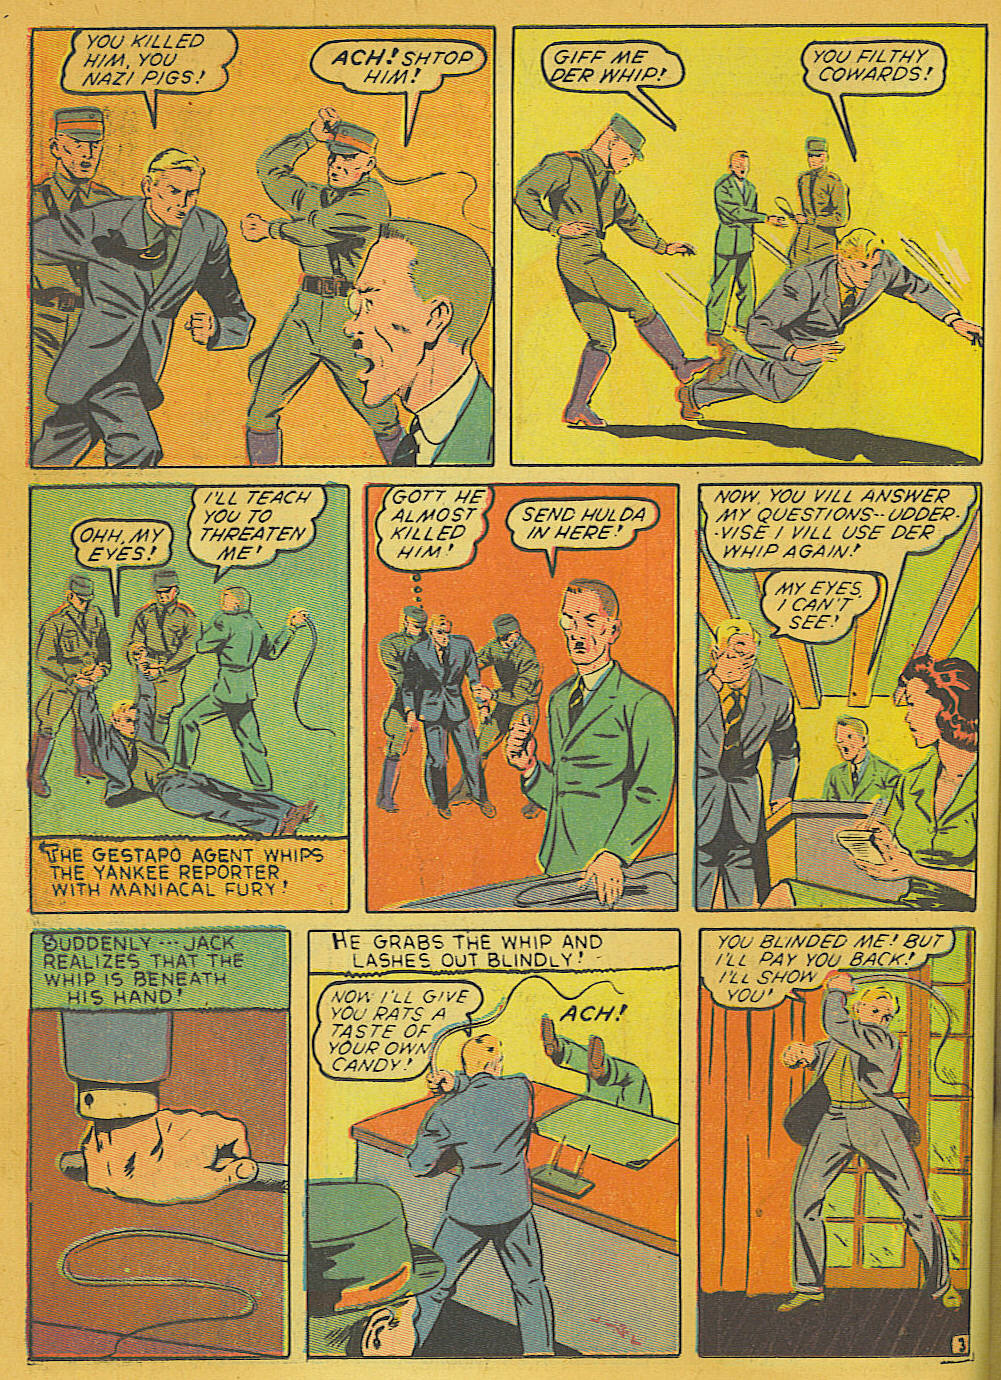 YOU KILLED
HIM, YOU
NAZI PIGS!
ACH! SHTOP
HIM!
GIFF ME
DER WHIP!
YOU FILTHY
COWARDS!
OHH, MY
EYES!
I'LL TEACH
YOU TO
THREATEN
ME!
THE GESTAPO AGENT WHIPS
THE YANKEE REPORTER
WITH MANIACAL FURY!
GOTT, HE
ALMOST
KILLED
HIM!
SEND HULDA
IN HERE!
NOW, YOU VILL ANSWER
MY QUESTIONS--UDDER-
-VISE I VILL USE DER
WHIP AGAIN!
MY EYES,
I CAN'T
SEE!
SUDDENLY---JACK
REALIZES THAT THE
WHIP IS BENEATH
HIS HAND!
HE GRABS THE WHIP AND
LASHES OUT BLINDLY!
NOW I'LL GIVE
YOU RATS A
TASTE OF
YOUR OWN
CANDY!
ACH!
YOU BLINDED ME! BUT
I'LL PAY YOU BACK!
I'LL SHOW
YOU!
3